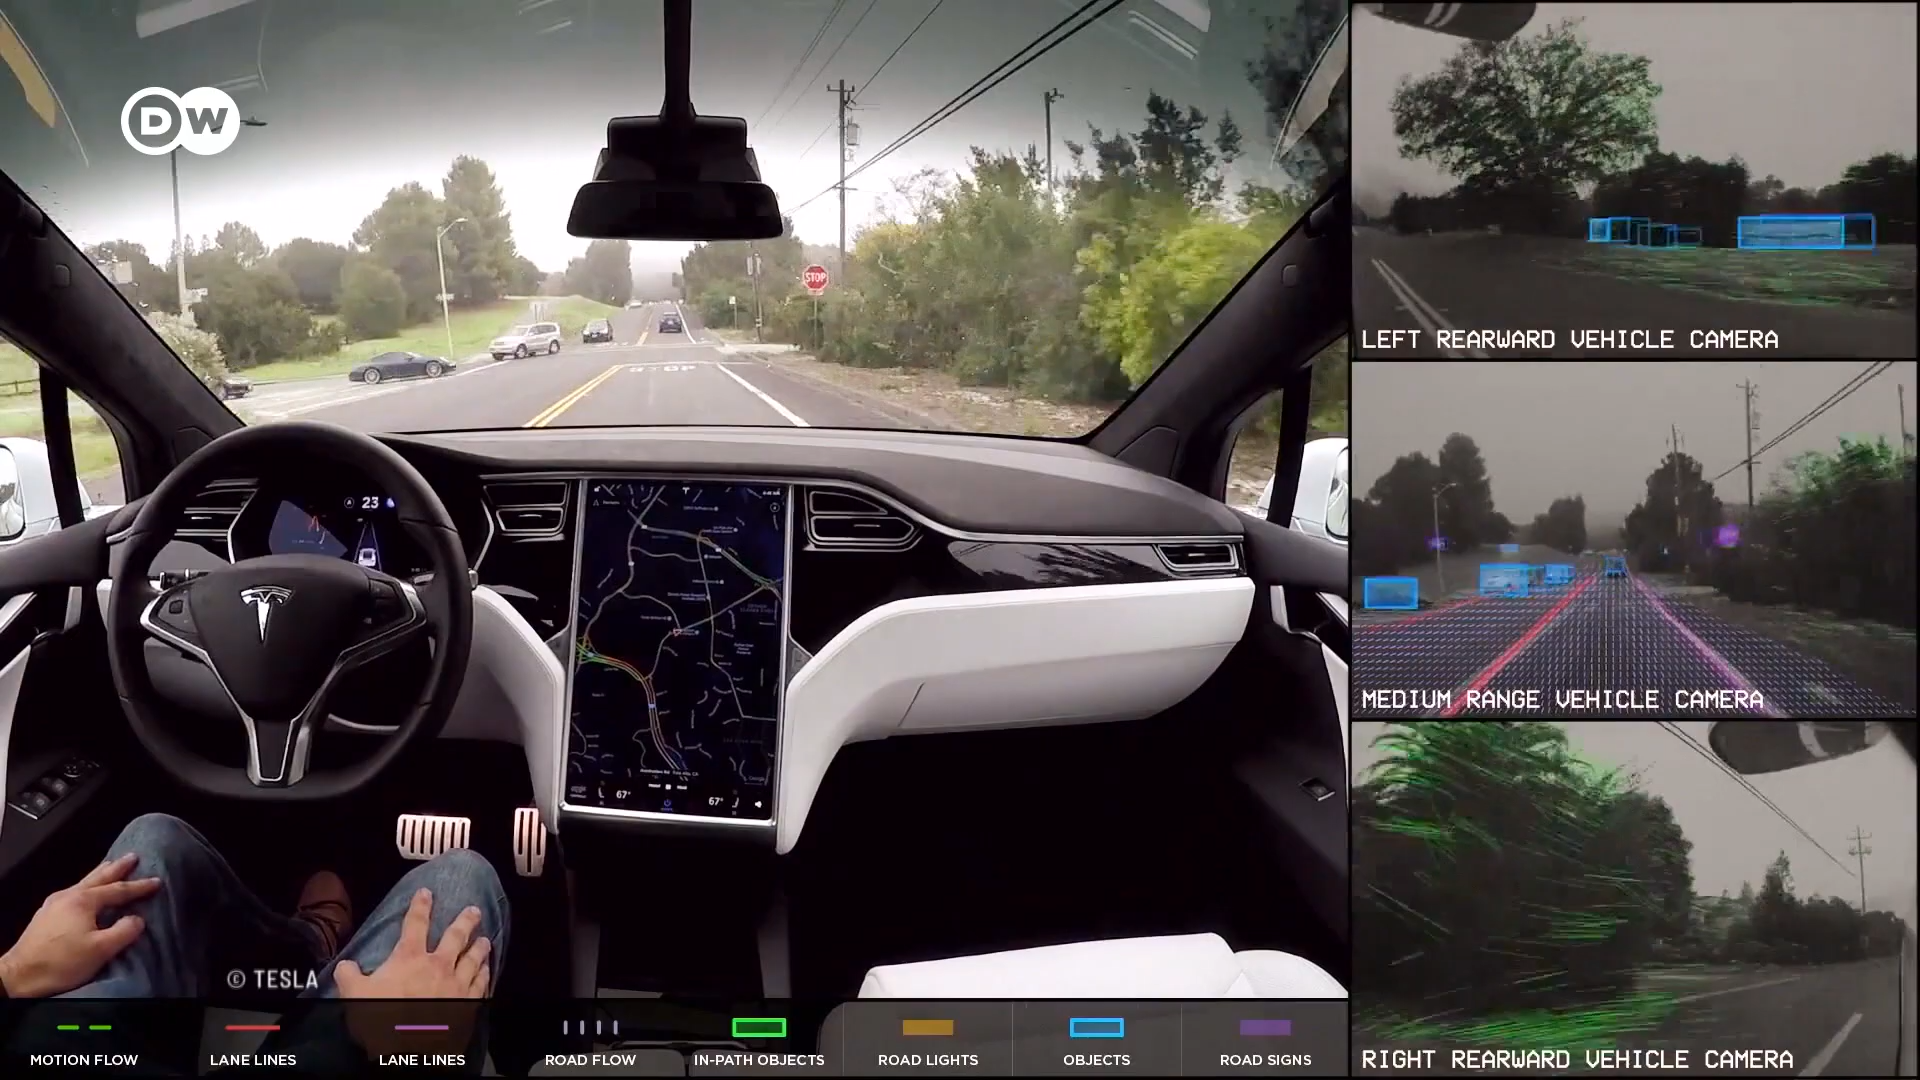 DW
STOP
STOP
23
67°
67°
© TESLA
LEFT REARWARD VEHICLE CAMERA
MEDIUM RANGE VEHICLE CAMERA
RIGHT REARWARD VEHICLE CAMERA
MOTION FLOW
LANE LINES
LANE LINES
ROAD FLOW
IN-PATH OBJECTS
ROAD LIGHTS
OBJECTS
ROAD SIGNS